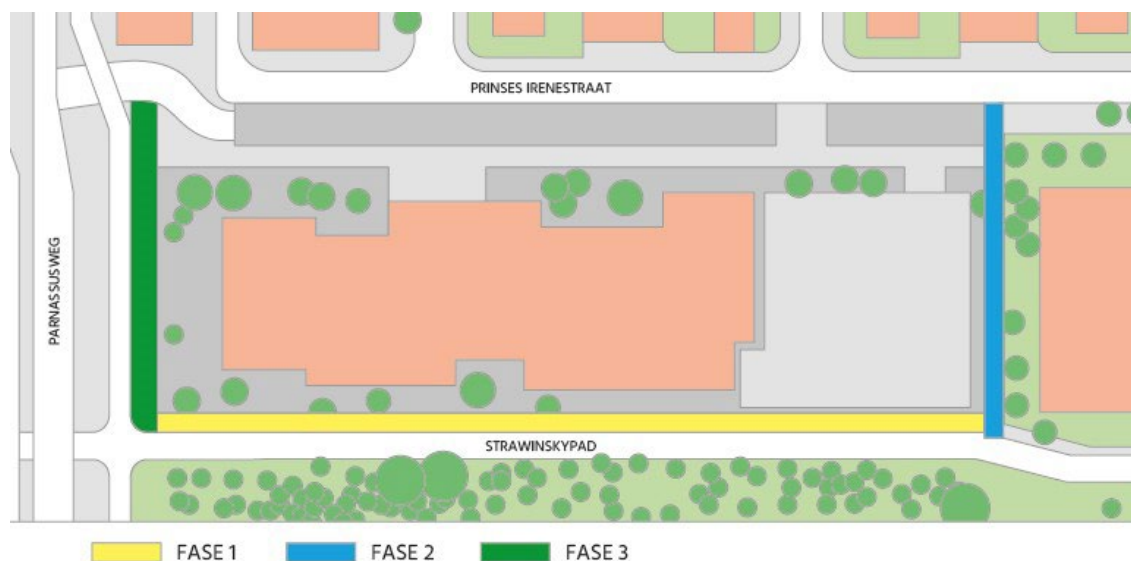 PRINSES IRENESTRAAT
PARNASSUSWEG
STRAWINSKYPAD
FASE 1
FASE 2
FASE 3